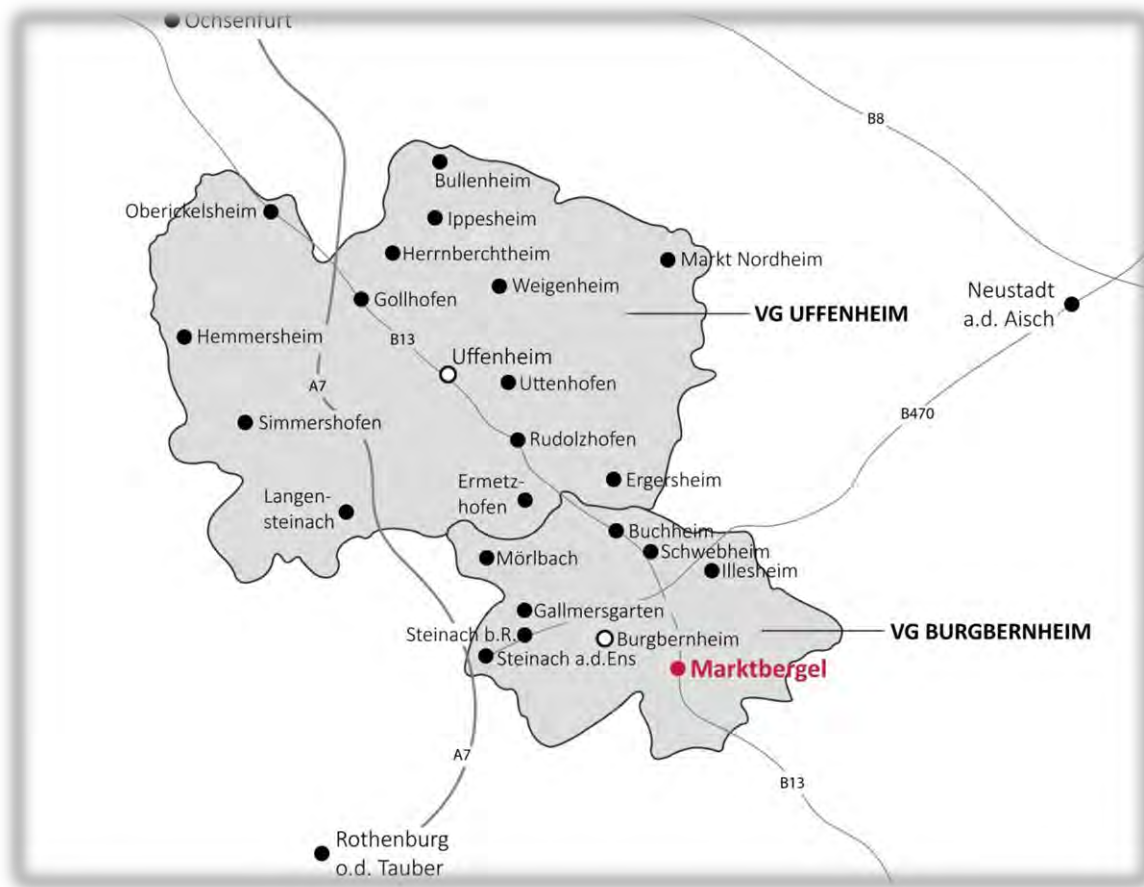 Ochsenfurt
B8
Bullenheim
Oberickelsheim
Ippesheim
Herrnberchtheim
Markt Nordheim
Weigenheim
Neustadt
a.d. Aisch
Gollhofen
VG UFFENHEIM
Hemmersheim
B13
Uffenheim
A7
Uttenhofen
B470
Simmershofen
Rudolzhofen
Ergersheim
Ermetz-
hofen
Langen-
steinach
Buchheim
Schwebheim
Mörlbach
Illesheim
Gallmersgarten
Steinach b.R.
Burgbernheim
VG BURGBERNHEIM
Steinach a.d.Ens
Marktbergel
A7
B13
Rothenburg
o.d. Tauber